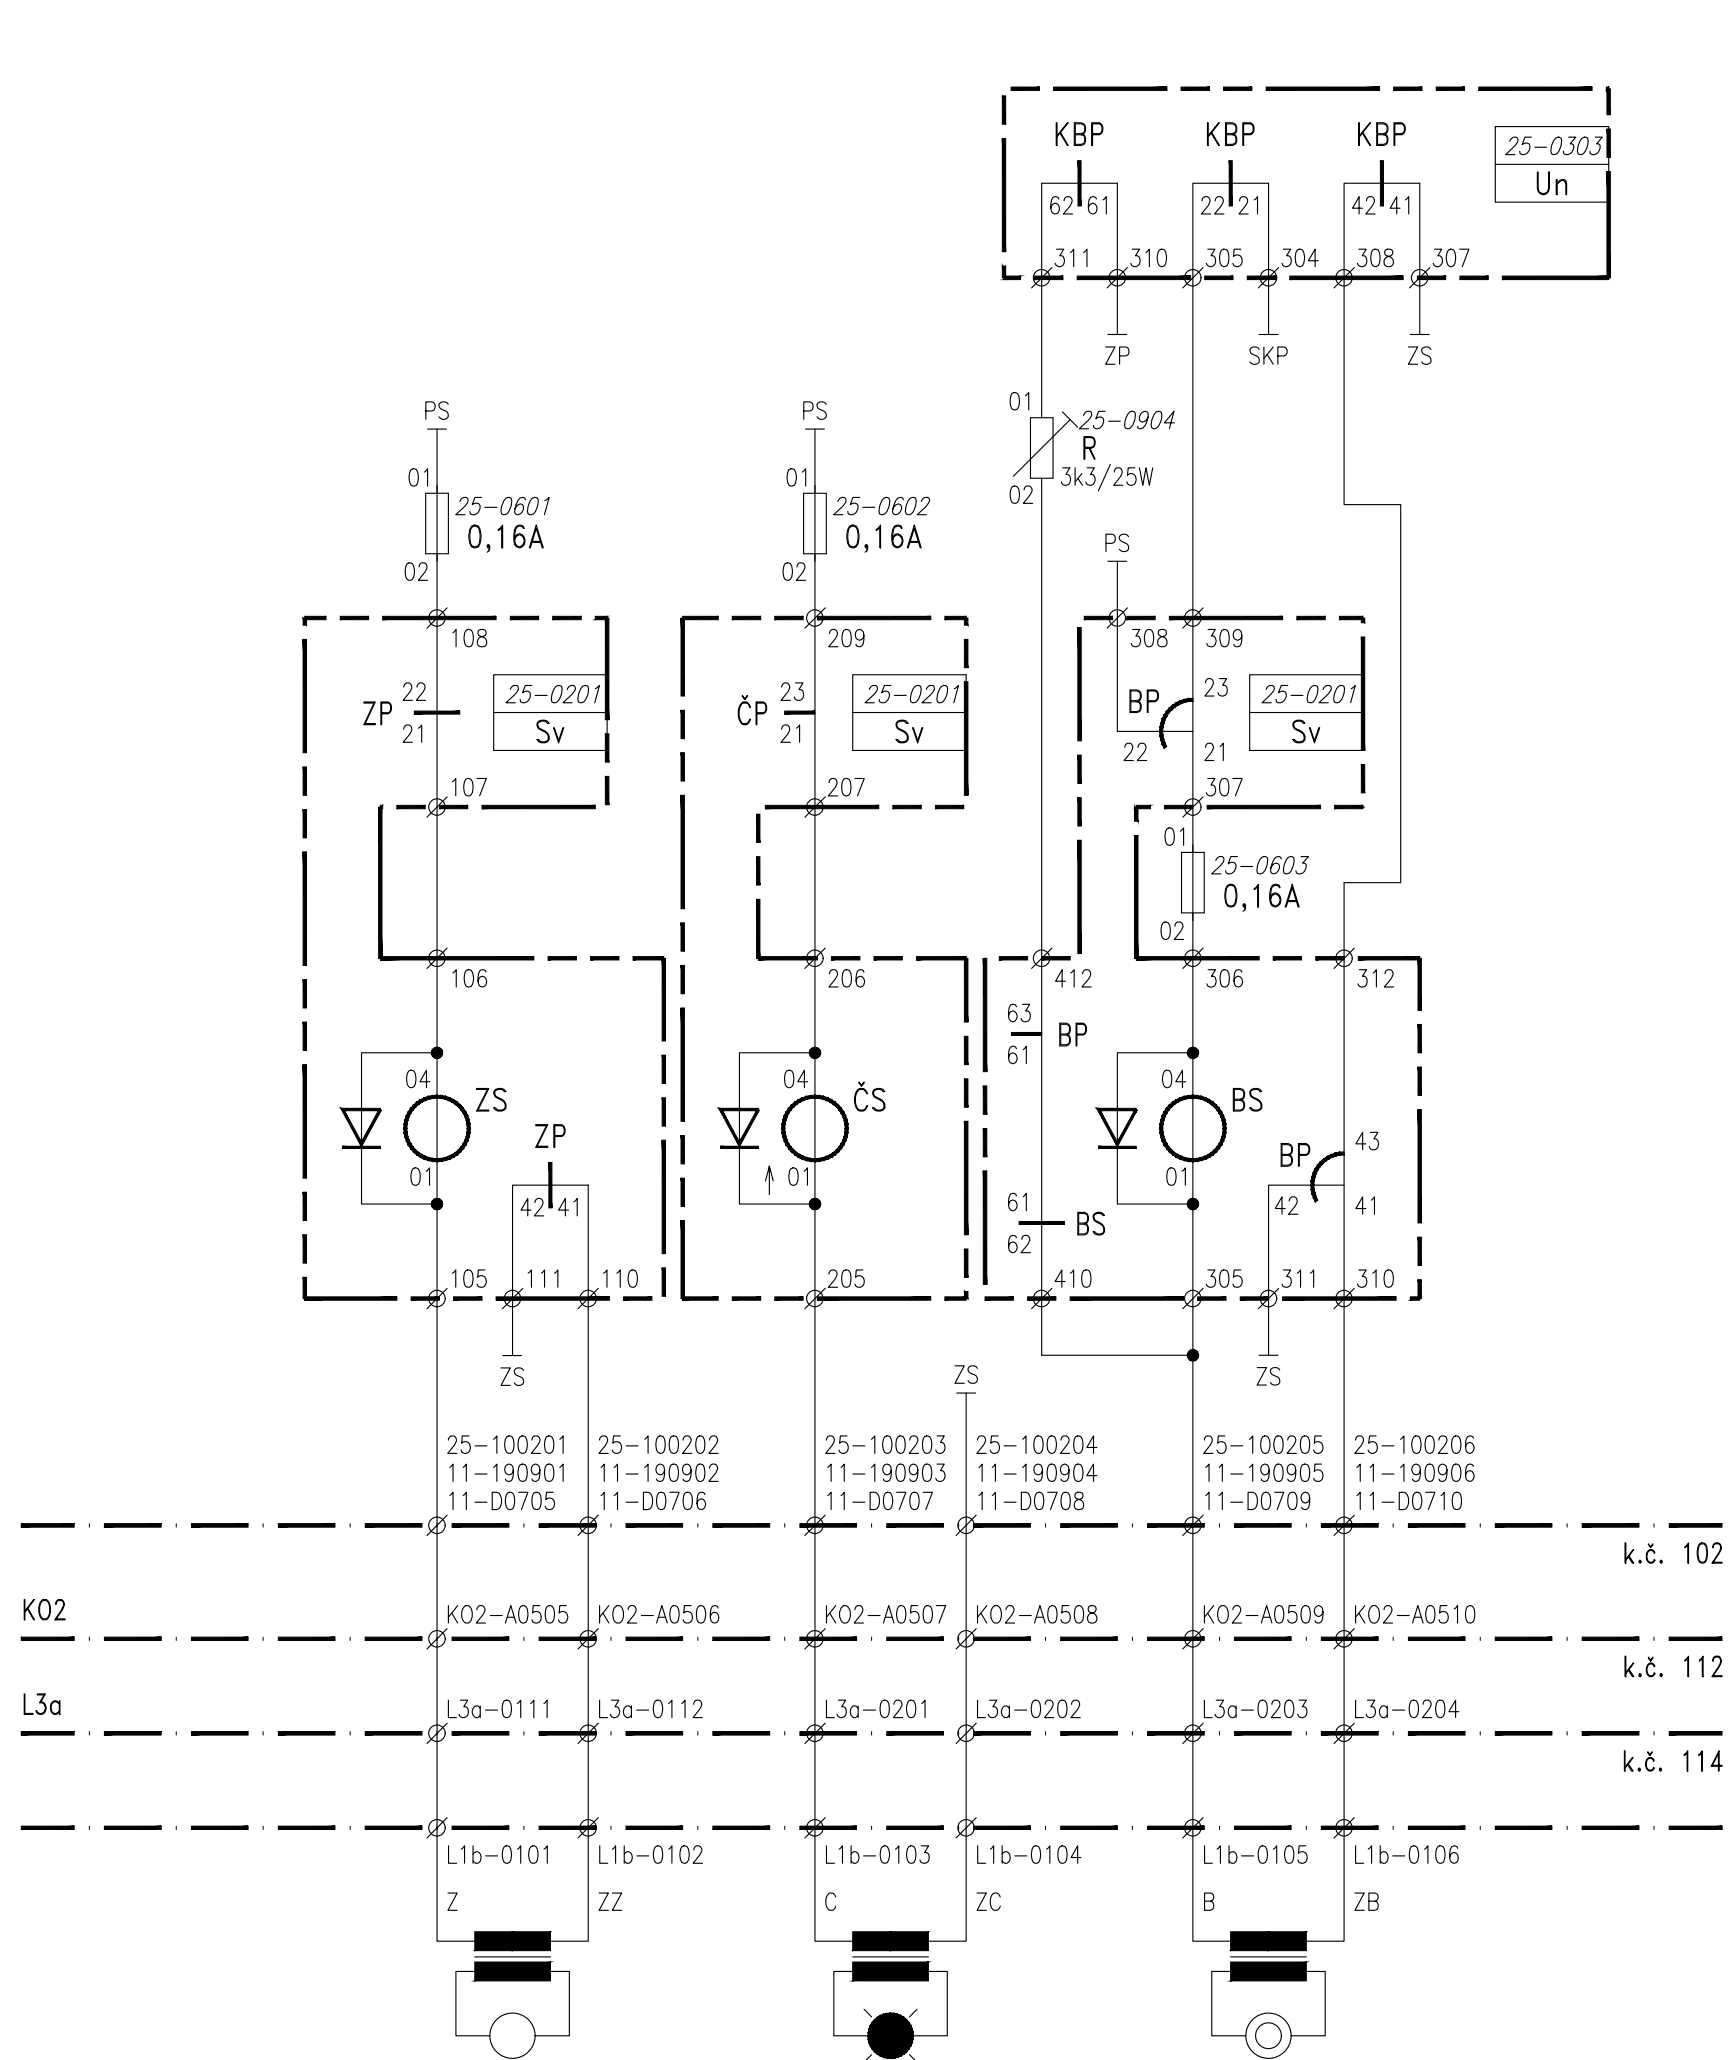 KBP KBP KBP
25-0303
Un
62 61 22 21 42 41
311 310 305 304 308 307
ZP SKP ZS
PS PS
01 25-0904
R
3k3/25W
02
01 01
25-0601 25-0602
0,16A 0,16A
02 02
PS
108 209 308 309
22 25-0201 23 25-0201 23 25-0201
ZP Sv ČP Sv BP Sv
21 21 22 21
107 207 307
01
25-0603
0,16A
02
106 206 412 306 312
63
BP
61
04 04 04
ZS ČS BS
ZP BP 43
01 01 01
42 41 61 42 41
BS
62
105 111 110 205 410 305 311 310
ZS ZS ZS
25-100201 25-100202 25-100203 25-100204 25-100205 25-100206
11-190901 11-190902 11-190903 11-190904 11-190905 11-190906
11-D0705 11-D0706 11-D0707 11-D0708 11-D0709 11-D0710
k.č. 102
K02 K02-A0505 K02-A0506 K02-A0507 K02-A0508 K02-A0509 K02-A0510
k.č. 112
L3a L3a-0111 L3a-0112 L3a-0201 L3a-0202 L3a-0203 L3a-0204
k.č. 114
L1b-0101 L1b-0102 L1b-0103 L1b-0104 L1b-0105 L1b-0106
Z ZZ C ZC B ZB